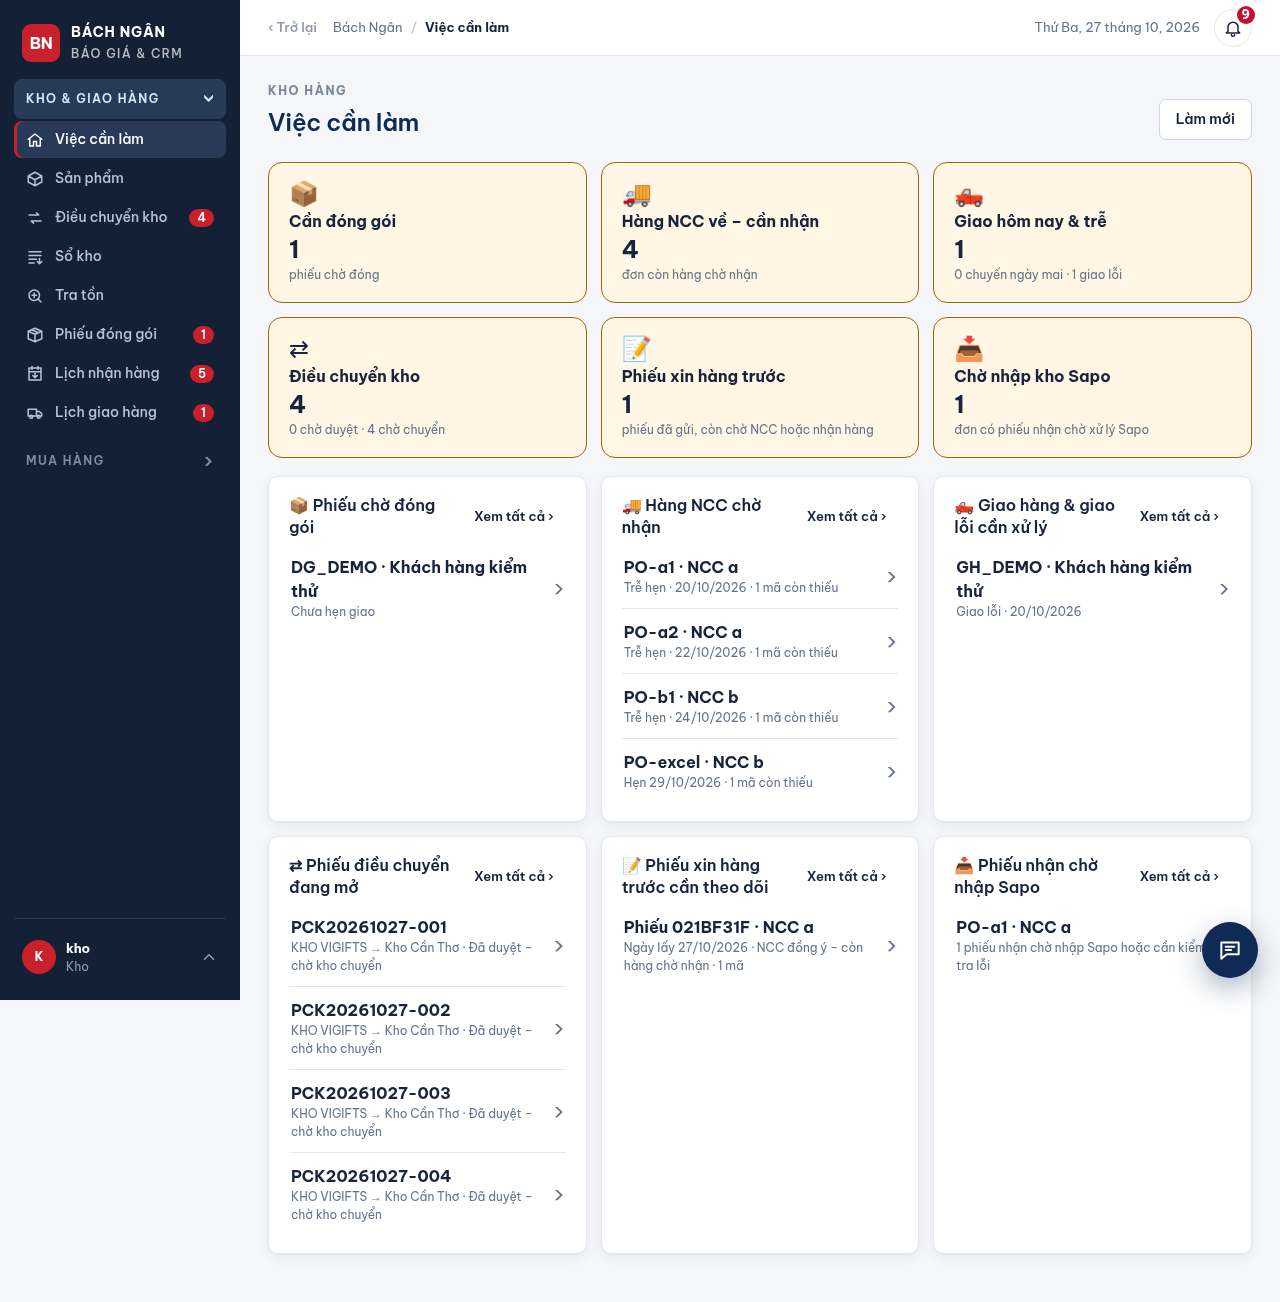 BN
BÁCH NGÂN
BÁO GIÁ & CRM
KHO & GIAO HÀNG
Việc cần làm
Sản phẩm
Điều chuyển kho 4
Sổ kho
Tra tồn
Phiếu đóng gói 1
Lịch nhận hàng 5
Lịch giao hàng 1
MUA HÀNG
K
kho
Kho
‹ Trở lại Bách Ngân / Việc cần làm
Thứ Ba, 27 tháng 10, 2026
9
KHO HÀNG
Việc cần làm
Làm mới
Cần đóng gói
1
phiếu chờ đóng
Hàng NCC về – cần nhận
4
đơn còn hàng chờ nhận
Giao hôm nay & trễ
1
0 chuyến ngày mai · 1 giao lỗi
⇄
Điều chuyển kho
4
0 chờ duyệt · 4 chờ chuyển
Phiếu xin hàng trước
1
phiếu đã gửi, còn chờ NCC hoặc nhận hàng
Chờ nhập kho Sapo
1
đơn có phiếu nhận chờ xử lý Sapo
📦 Phiếu chờ đóng
gói
Xem tất cả ›
DG_DEMO · Khách hàng kiểm
thử
Chưa hẹn giao
🚚 Hàng NCC chờ
nhận
Xem tất cả ›
PO-a1 · NCC a
Trễ hẹn · 20/10/2026 · 1 mã còn thiếu
PO-a2 · NCC a
Trễ hẹn · 22/10/2026 · 1 mã còn thiếu
PO-b1 · NCC b
Trễ hẹn · 24/10/2026 · 1 mã còn thiếu
PO-excel · NCC b
Hẹn 29/10/2026 · 1 mã còn thiếu
🛻 Giao hàng & giao
lỗi cần xử lý
Xem tất cả ›
GH_DEMO · Khách hàng kiểm
thử
Giao lỗi · 20/10/2026
⇄ Phiếu điều chuyển
đang mở
Xem tất cả ›
PCK20261027-001
KHO VIGIFTS → Kho Cần Thơ · Đã duyệt –
chờ kho chuyển
PCK20261027-002
KHO VIGIFTS → Kho Cần Thơ · Đã duyệt –
chờ kho chuyển
PCK20261027-003
KHO VIGIFTS → Kho Cần Thơ · Đã duyệt –
chờ kho chuyển
PCK20261027-004
KHO VIGIFTS → Kho Cần Thơ · Đã duyệt –
chờ kho chuyển
📝 Phiếu xin hàng
trước cần theo dõi
Xem tất cả ›
Phiếu 021BF31F · NCC a
Ngày lấy 27/10/2026 · NCC đồng ý – còn
hàng chờ nhận · 1 mã
📥 Phiếu nhận chờ
nhập Sapo
Xem tất cả ›
PO-a1 · NCC a
1 phiếu nhận chờ nhập Sapo hoặc cần kiểm
tra lỗi